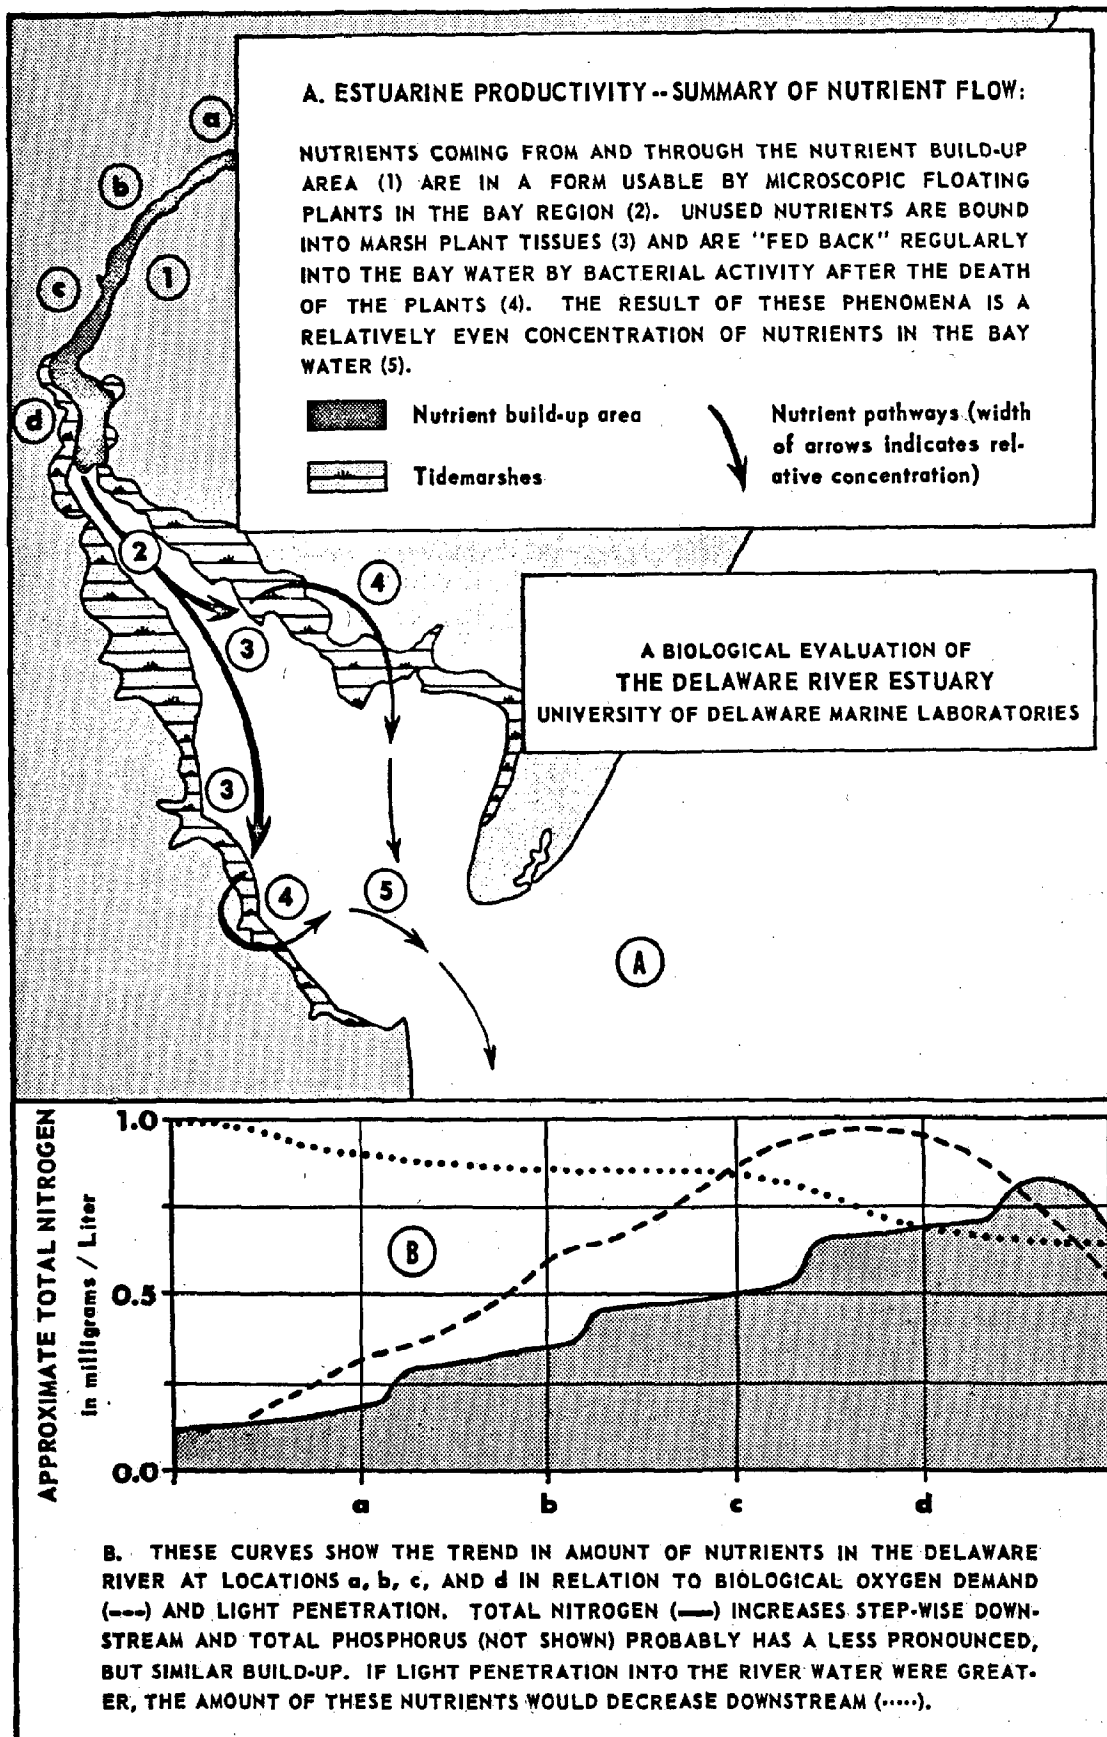 A. ESTUARINE PRODUCTIVITY--SUMMARY OF NUTRIENT FLOW:
NUTRIENTS COMING FROM AND THROUGH THE NUTRIENT BUILD-UP
AREA (1) ARE IN A FORM USABLE BY MICROSCOPIC FLOATING
PLANTS IN THE BAY REGION (2). UNUSED NUTRIENTS ARE BOUND
INTO MARSH PLANT TISSUES (3) AND ARE "FED BACK" REGULARLY
INTO THE BAY WATER BY BACTERIAL ACTIVITY AFTER THE DEATH
OF THE PLANTS (4). THE RESULT OF THESE PHENOMENA IS A
RELATIVELY EVEN CONCENTRATION OF NUTRIENTS IN THE BAY
WATER (5).
Nutrient build-up area
Tidemarshes
Nutrient pathways (width
of arrows indicates rel-
ative concentration)
a
b
1
c
d
2
4
3
3
4
5
A
A BIOLOGICAL EVALUATION OF
THE DELAWARE RIVER ESTUARY
UNIVERSITY OF DELAWARE MARINE LABORATORIES
APPROXIMATE TOTAL NITROGEN
in milligrams / Liter
1.0
0.5
0.0
B
a b c d
B. THESE CURVES SHOW THE TREND IN AMOUNT OF NUTRIENTS IN THE DELAWARE
RIVER AT LOCATIONS a, b, c, AND d IN RELATION TO BIOLOGICAL OXYGEN DEMAND
(---) AND LIGHT PENETRATION. TOTAL NITROGEN (—) INCREASES STEP-WISE DOWN-
STREAM AND TOTAL PHOSPHORUS (NOT SHOWN) PROBABLY HAS A LESS PRONOUNCED,
BUT SIMILAR BUILD-UP. IF LIGHT PENETRATION INTO THE RIVER WATER WERE GREAT-
ER, THE AMOUNT OF THESE NUTRIENTS WOULD DECREASE DOWNSTREAM (·····).